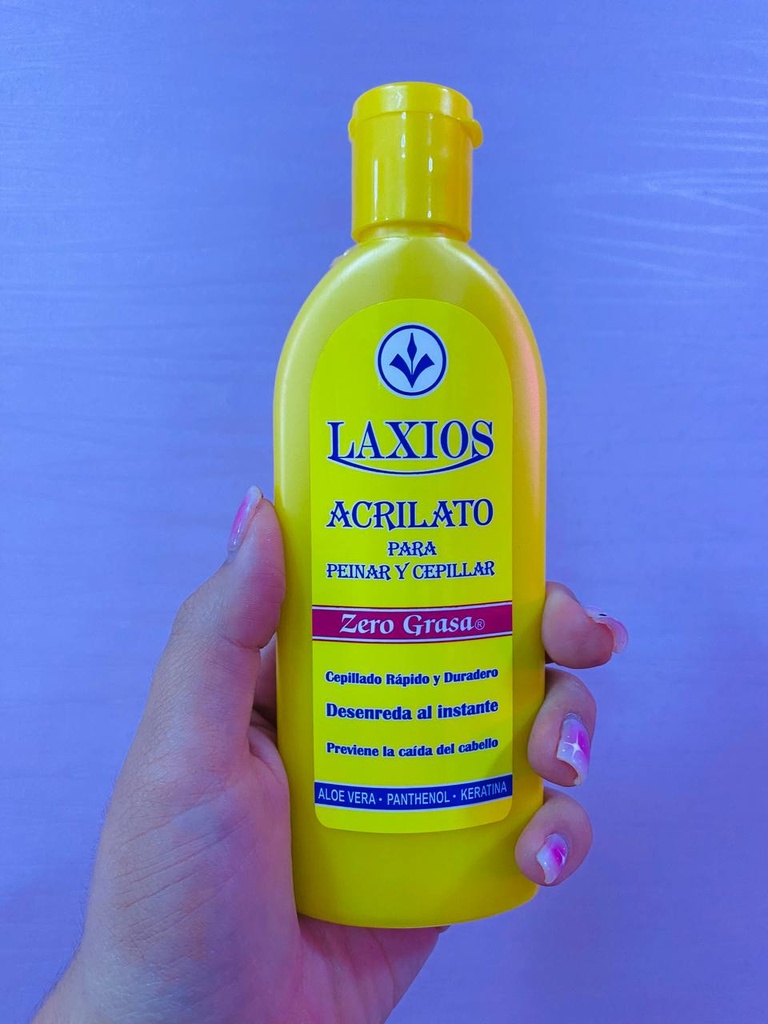 LAXIOS
ACRILATO
PARA
PEINAR Y CEPILLAR
Zero Grasa®
Cepillado Rápido y Duradero
Desenreda al instante
Previene la caída del cabello
ALOE VERA • PANTHENOL • KERATINA